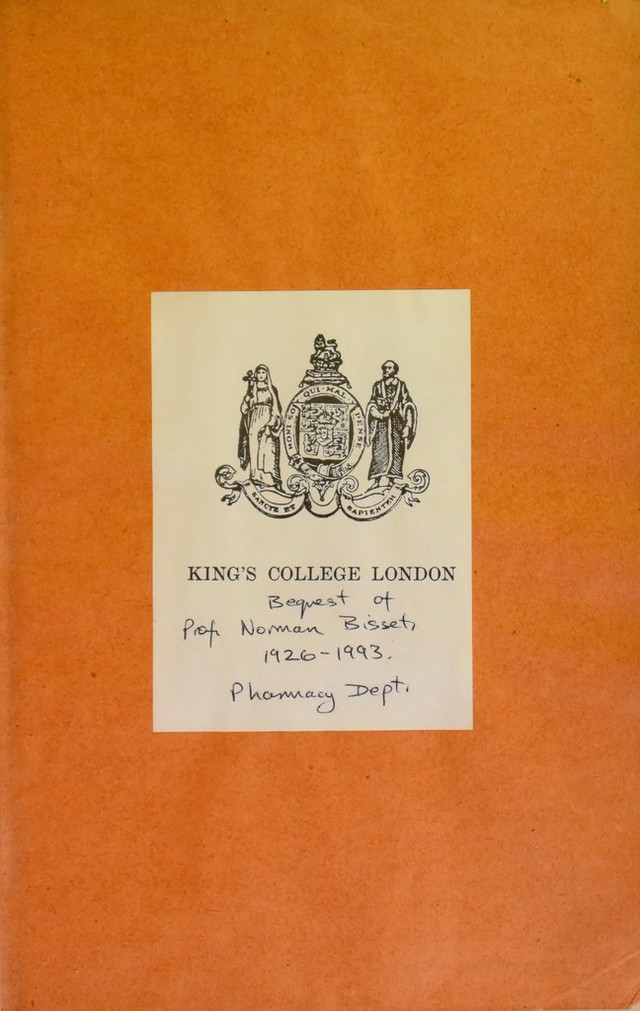 HONI SOI QUI MAL PENSE
SANCTE ET SAPIENTER
KING'S COLLEGE LONDON
Bequest of
Prof. Norman Bisset,
1926-1993.
Pharmacy Dept.